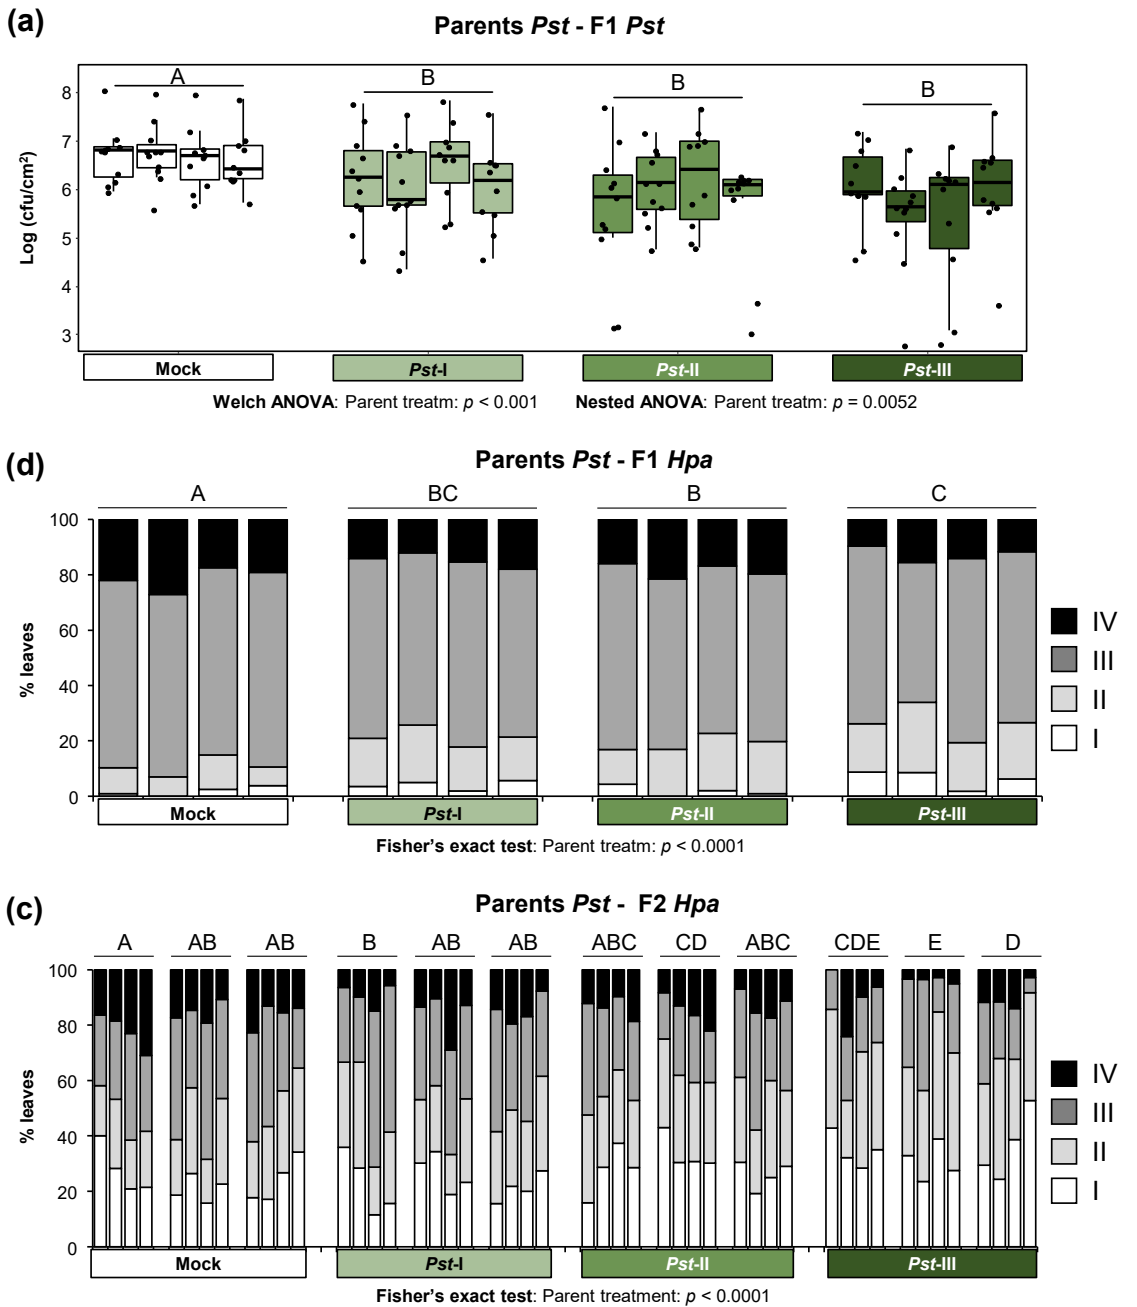 (a)
Parents Pst - F1 Pst
A B B B
Log (cfu/cm²)
8
7
6
5
4
3
Mock Pst-I Pst-II Pst-III
Welch ANOVA: Parent treatm: p < 0.001 Nested ANOVA: Parent treatm: p = 0.0052
(d)
Parents Pst - F1 Hpa
A BC B C
% leaves
100
80
60
40
20
0
IV
III
II
I
Mock Pst-I Pst-II Pst-III
Fisher's exact test: Parent treatm: p < 0.0001
(c)
Parents Pst - F2 Hpa
A AB AB B AB AB ABC CD ABC CDE E D
% leaves
100
80
60
40
20
0
IV
III
II
I
Mock Pst-I Pst-II Pst-III
Fisher's exact test: Parent treatment: p < 0.0001